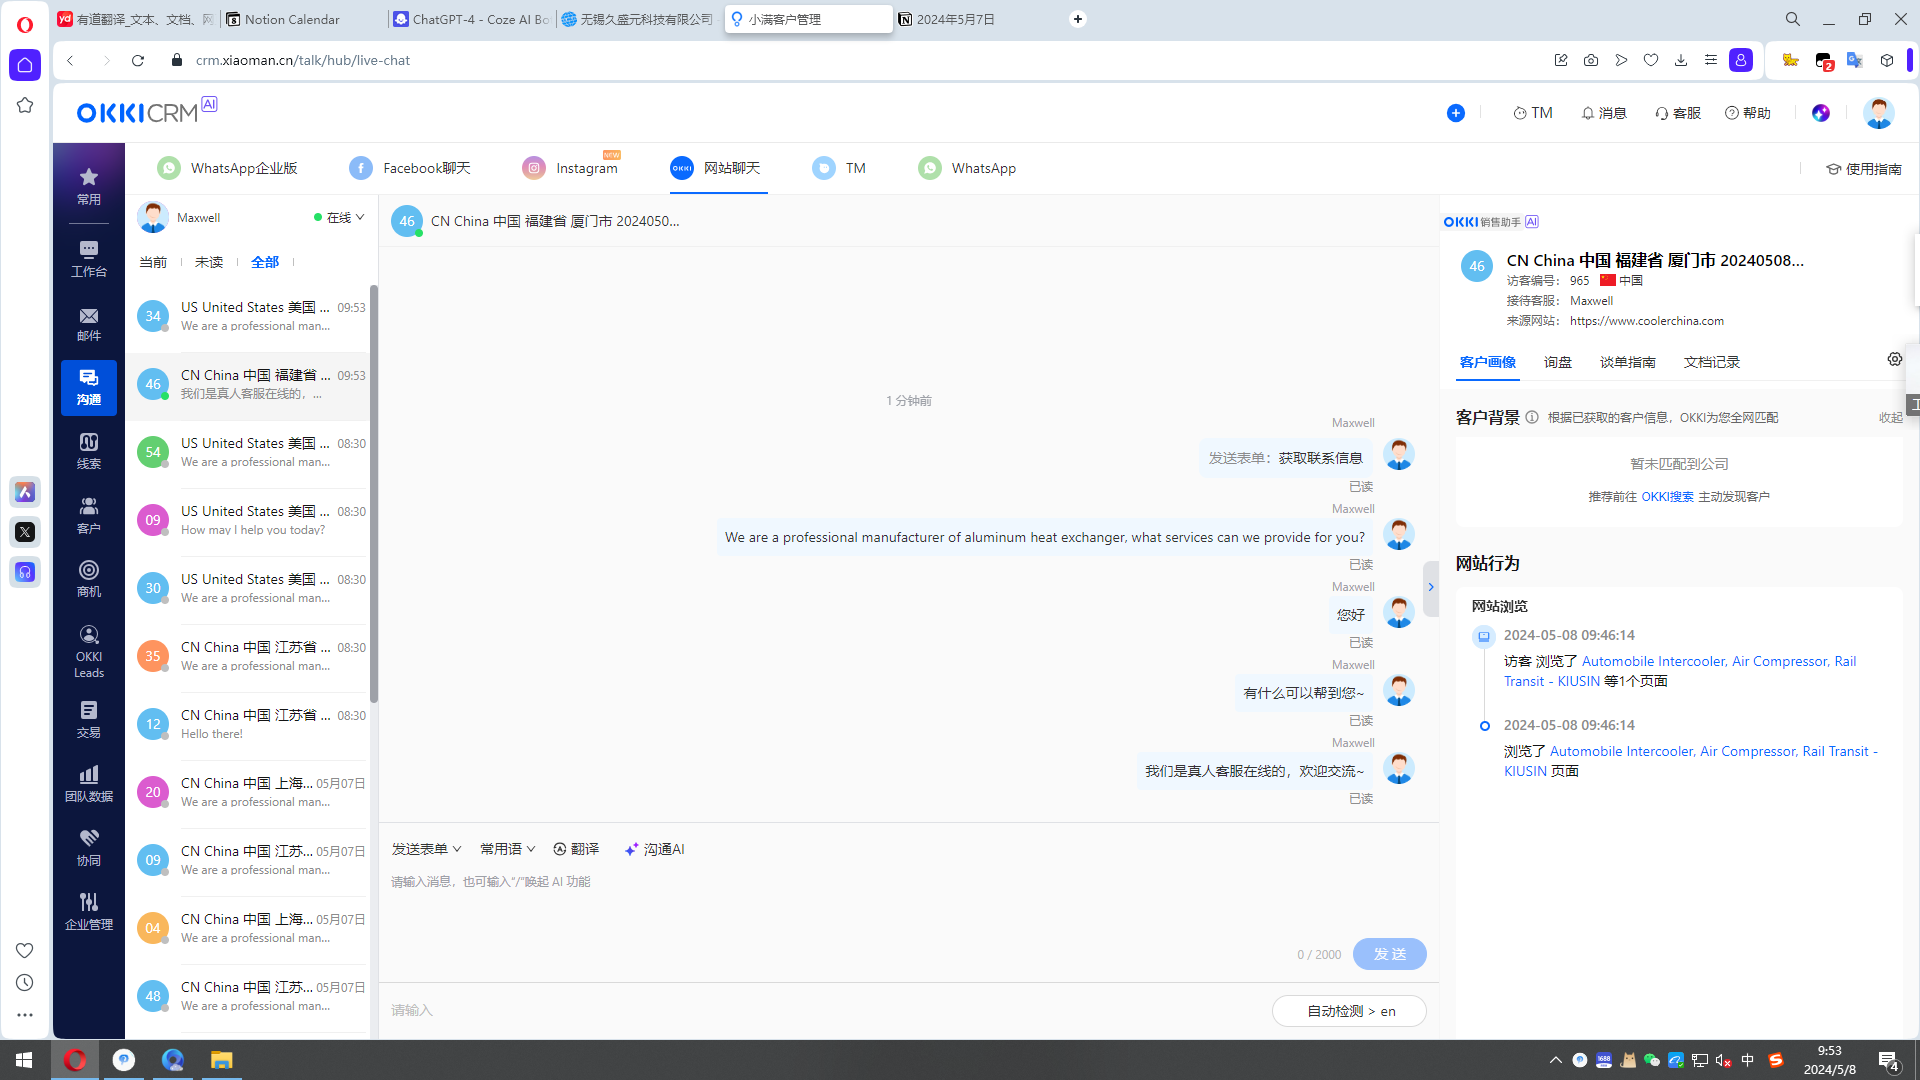 有道翻译_文本、文档、网
Notion Calendar
ChatGPT-4 - Coze AI Bo
无锡久盛元科技有限公司
小满客户管理
2024年5月7日
crm.xiaoman.cn/talk/hub/live-chat
2
OKKICRM AI
TM
消息
客服
帮助
常用
工作台
邮件
沟通
线索
客户
商机
OKKI
Leads
交易
团队数据
协同
企业管理
WhatsApp企业版
Facebook聊天
Instagram
NEW
OKKI 网站聊天
TM
WhatsApp
使用指南
Maxwell
在线
当前
未读
全部
34
US United States 美国 ...
09:53
We are a professional man...
46
CN China 中国 福建省 ...
09:53
我们是真人客服在线的，...
54
US United States 美国 ...
08:30
We are a professional man...
09
US United States 美国 ...
08:30
How may I help you today?
30
US United States 美国 ...
08:30
We are a professional man...
35
CN China 中国 江苏省 ...
08:30
We are a professional man...
12
CN China 中国 江苏省 ...
08:30
Hello there!
20
CN China 中国 上海...
05月07日
We are a professional man...
09
CN China 中国 江苏...
05月07日
We are a professional man...
04
CN China 中国 上海...
05月07日
We are a professional man...
48
CN China 中国 江苏...
05月07日
We are a professional man...
46
CN China 中国 福建省 厦门市 2024050...
1 分钟前
Maxwell
发送表单：获取联系信息
已读
Maxwell
We are a professional manufacturer of aluminum heat exchanger, what services can we provide for you?
已读
Maxwell
您好
已读
Maxwell
有什么可以帮到您~
已读
Maxwell
我们是真人客服在线的，欢迎交流~
已读
发送表单
常用语
翻译
沟通AI
请输入消息，也可输入“/”唤起 AI 功能
0 / 2000
发 送
请输入
自动检测 > en
OKKI 销售助手 AI
46
CN China 中国 福建省 厦门市 20240508...
访客编号： 965 中国
接待客服： Maxwell
来源网站： https://www.coolerchina.com
客户画像
询盘
谈单指南
文档记录
客户背景
根据已获取的客户信息，OKKI为您全网匹配
收起
暂未匹配到公司
推荐前往 OKKI搜索 主动发现客户
网站行为
网站浏览
2024-05-08 09:46:14
访客 浏览了 Automobile Intercooler, Air Compressor, Rail
Transit - KIUSIN 等1个页面
2024-05-08 09:46:14
浏览了 Automobile Intercooler, Air Compressor, Rail Transit -
KIUSIN 页面
中
9:53
2024/5/8
4